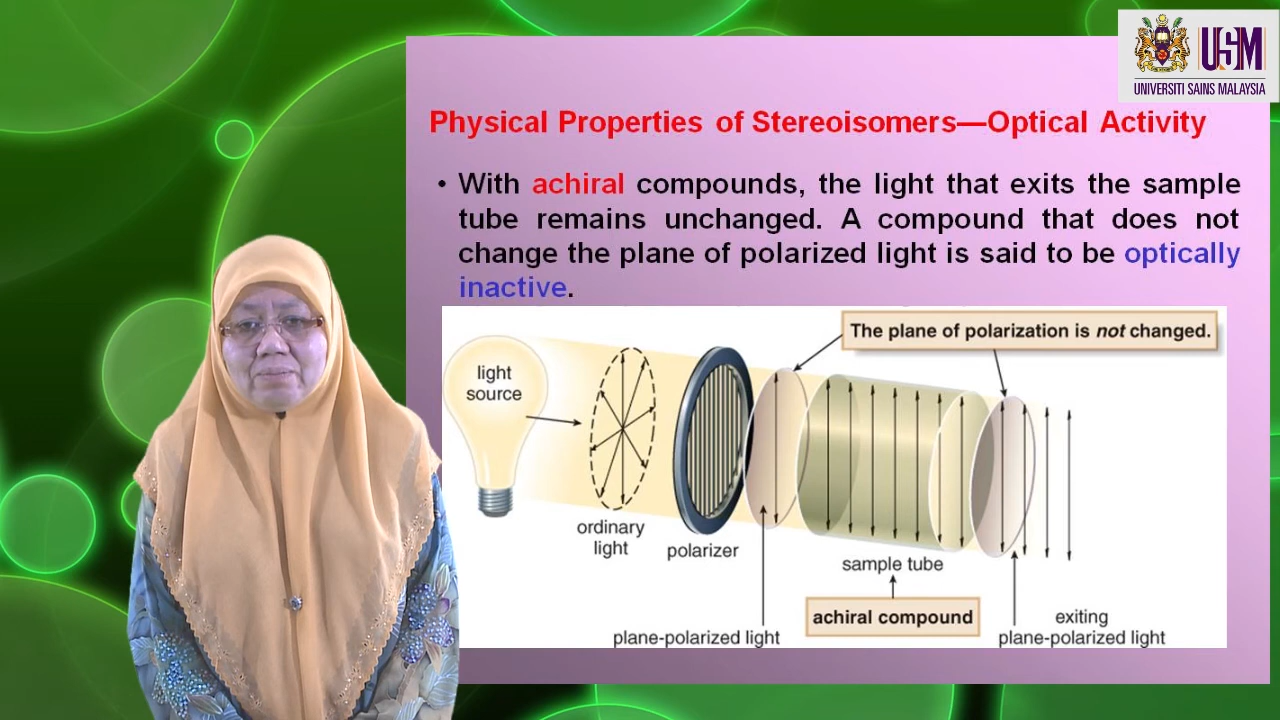 USM
UNIVERSITI SAINS MALAYSIA
Physical Properties of Stereoisomers—Optical Activity
• With achiral compounds, the light that exits the sample
tube remains unchanged. A compound that does not
change the plane of polarized light is said to be optically
inactive.
The plane of polarization is not changed.
light
source
ordinary
light
polarizer
sample tube
achiral compound
plane-polarized light
exiting
plane-polarized light